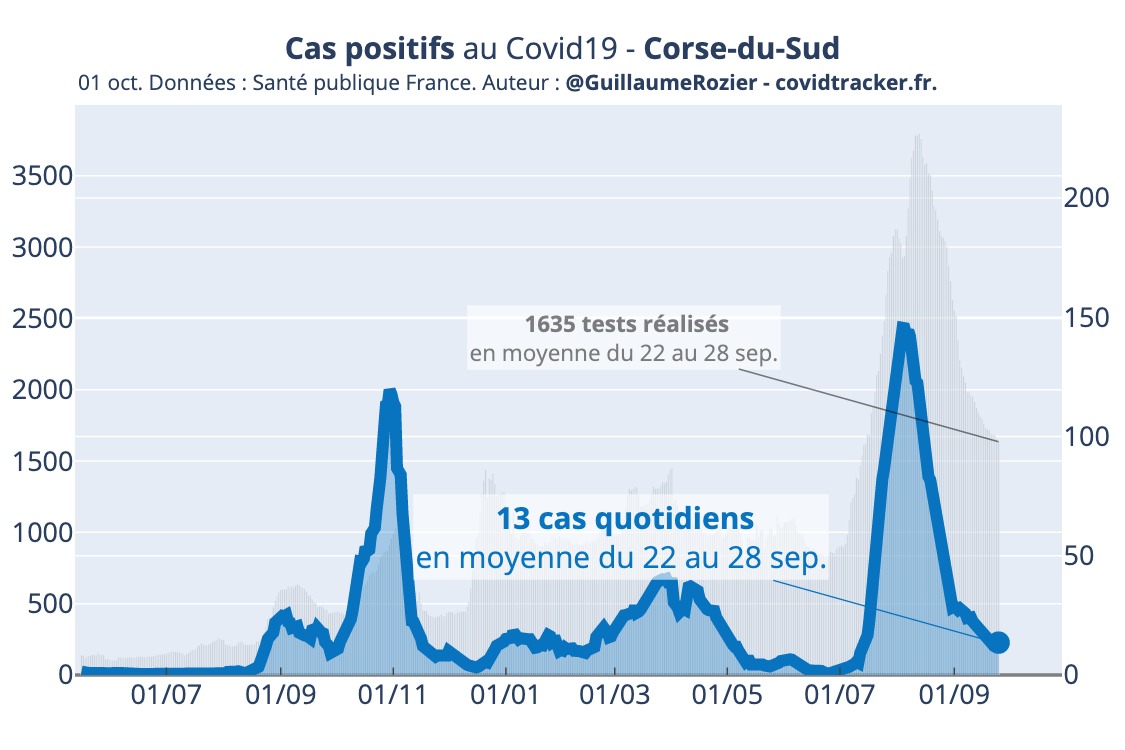 Cas positifs au Covid19 - Corse-du-Sud
01 oct. Données : Santé publique France. Auteur : @GuillaumeRozier - covidtracker.fr.
3500
3000
2500
2000
1500
1000
500
0
200
150
100
50
0
1635 tests réalisés
en moyenne du 22 au 28 sep.
13 cas quotidiens
en moyenne du 22 au 28 sep.
01/07 01/09 01/11 01/01 01/03 01/05 01/07 01/09